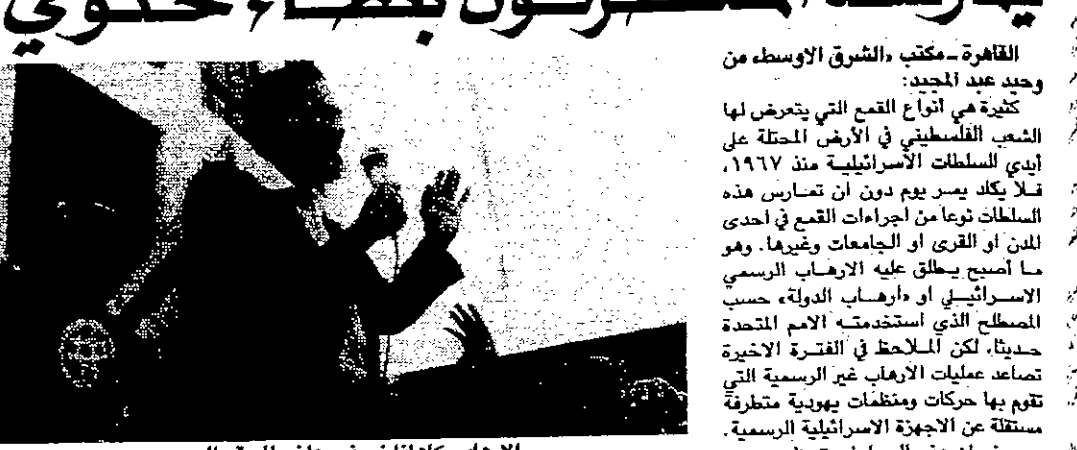 المتطرفون بغطاء حكومي
القاهرة ـ مكتب «الشرق الاوسط» من
وحيد عبد المجيد:
كثيرة هي أنواع القمع التي يتعرض لها
الشعب الفلسطيني في الأرض المحتلة على
أيدي السلطات الاسرائيلية منذ ١٩٦٧،
فلا يكاد يمر يوم دون ان تمارس هذه
السلطات نوعا من اجراءات القمع في احدى
المدن او القرى او الجامعات وغيرها. وهو
ما أصبح يطلق عليه الارهاب الرسمي
الاسرائيلي او «ارهاب الدولة» حسب
المصطلح الذي استخدمته الامم المتحدة
حديثا. لكن الملاحظ في الفترة الاخيرة
تصاعد عمليات الارهاب غير الرسمية التي
تقوم بها حركات ومنظمات يهودية متطرفة
مستقلة عن الاجهزة الاسرائيلية الرسمية.